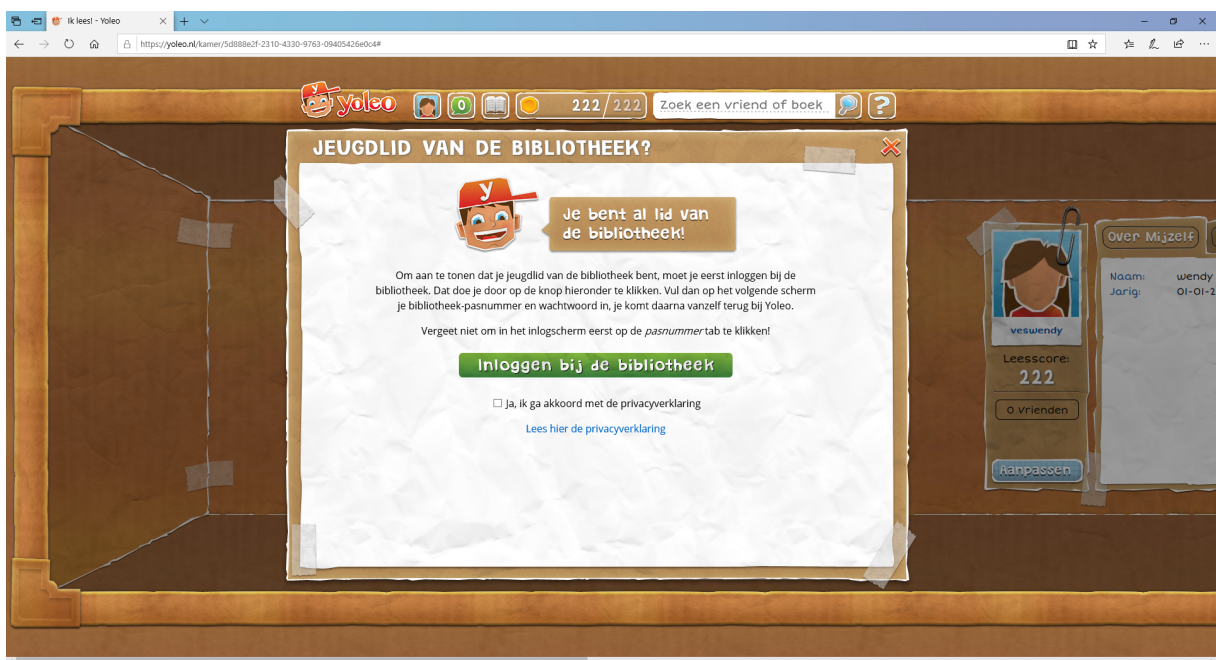 Ik lees! - Yoleo
https://yoleo.nl/kamer/5d888e2f-2310-4330-9763-09405426e0c4#
y
yoleo
0
222/222
Zoek een vriend of boek
?
JEUGDLID VAN DE BIBLIOTHEEK?
y
Je bent al lid van
de bibliotheek!
Om aan te tonen dat je jeugdlid van de bibliotheek bent, moet je eerst inloggen bij de
bibliotheek. Dat doe je door op de knop hieronder te klikken. Vul dan op het volgende scherm
je bibliotheek-pasnummer en wachtwoord in, je komt daarna vanzelf terug bij Yoleo.
Vergeet niet om in het inlogscherm eerst op de pasnummer tab te klikken!
Inloggen bij de bibliotheek
Ja, ik ga akkoord met de privacyverklaring
Lees hier de privacyverklaring
veswendy
Leesscore:
222
0 Vrienden
Aanpassen
Over Mijzelf
Naam: wendy
Jarig: 01-01-2